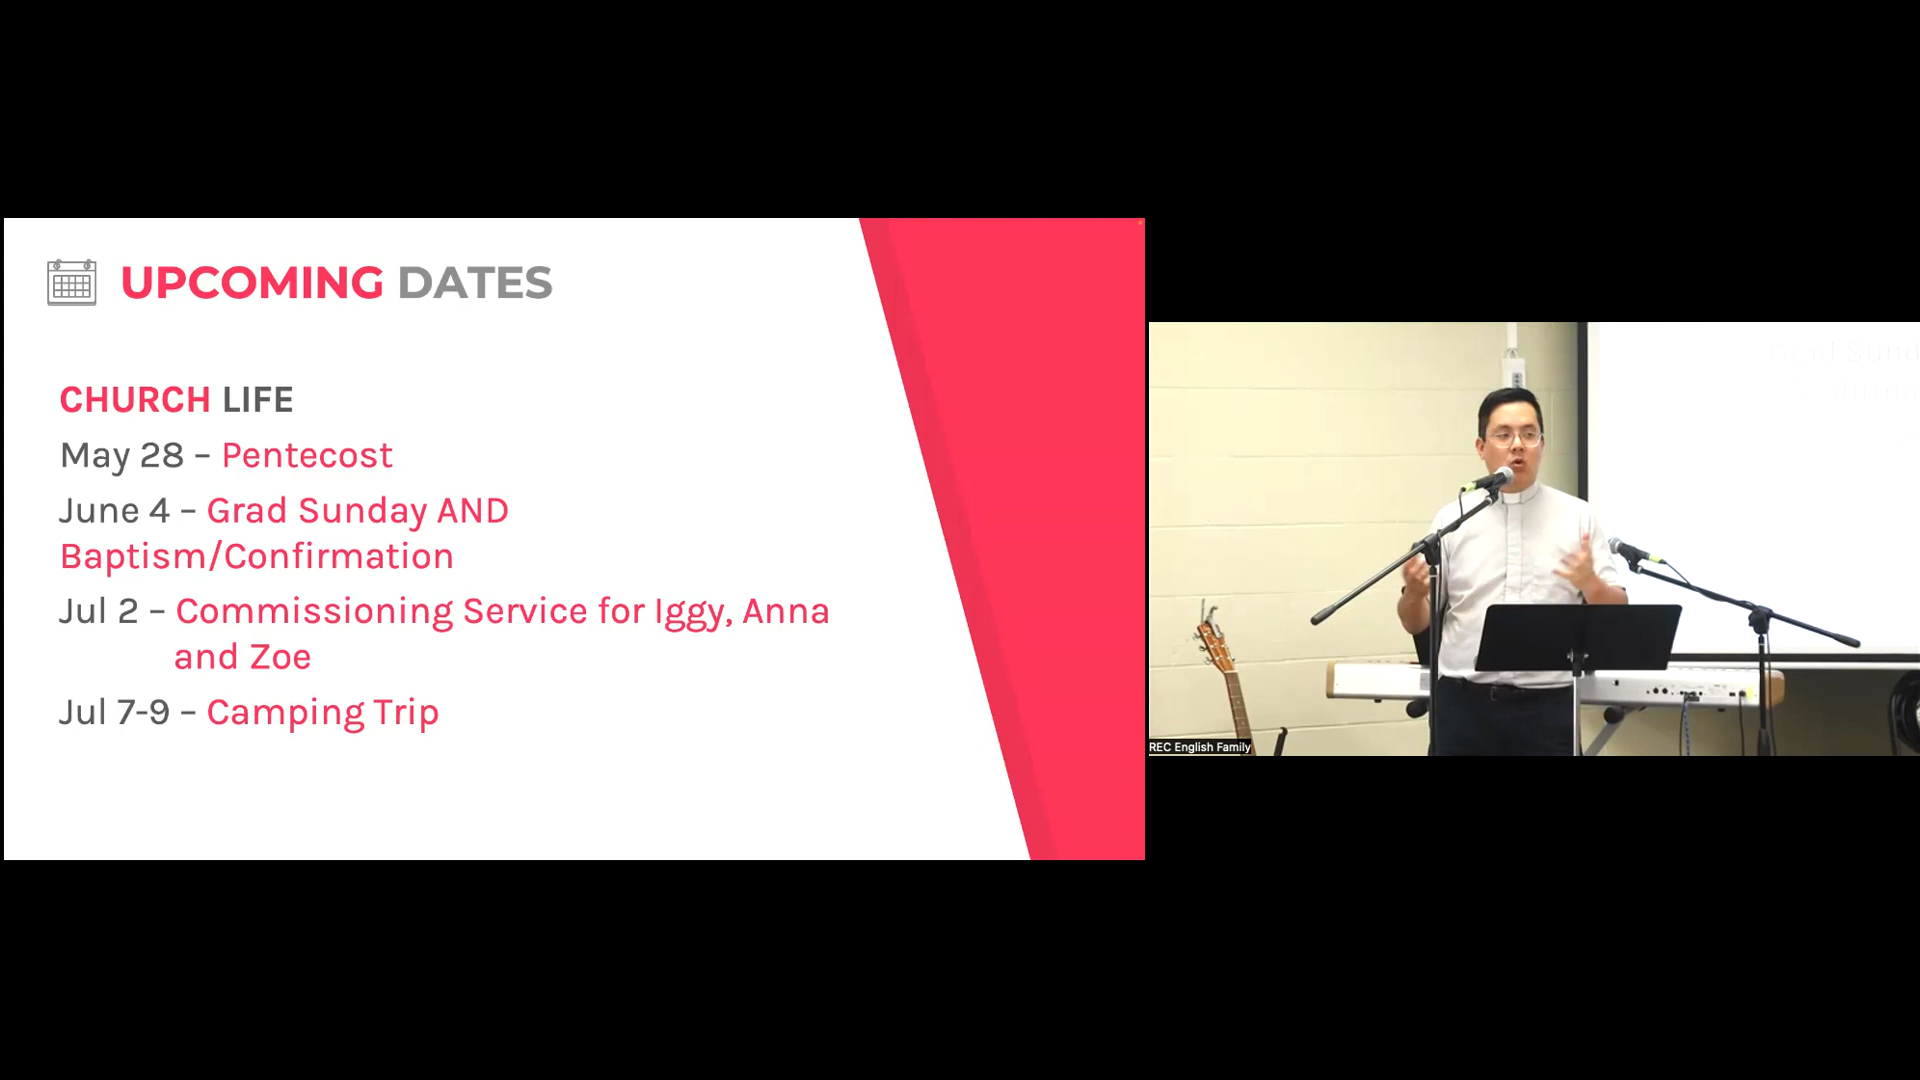 UPCOMING DATES
CHURCH LIFE
May 28 – Pentecost
June 4 – Grad Sunday AND
Baptism/Confirmation
Jul 2 – Commissioning Service for Iggy, Anna
and Zoe
Jul 7-9 – Camping Trip
REC English Family